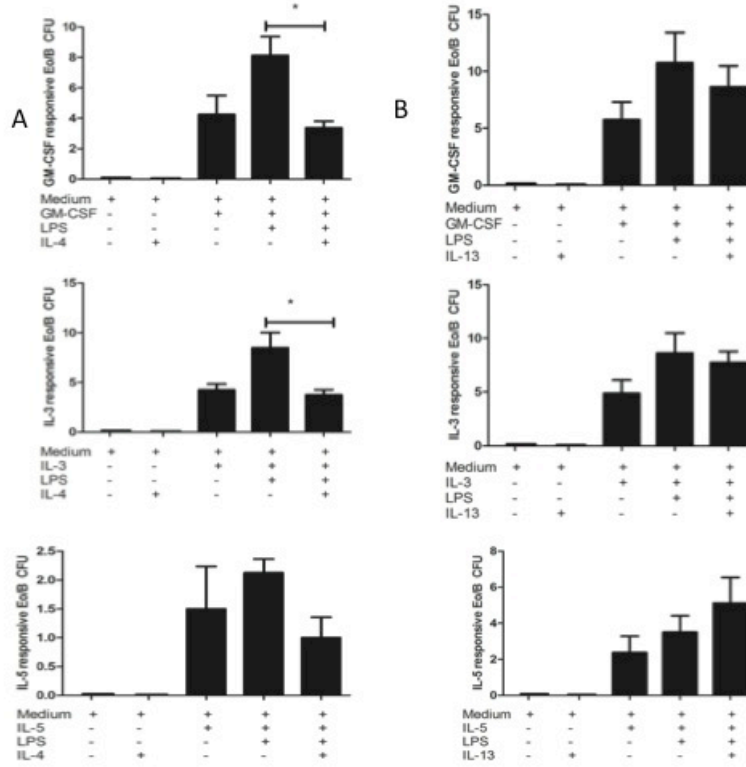 A
GM-CSF responsive Eo/B CFU
10
8
6
4
2
0
*
Medium + + + + +
GM-CSF - - + + +
LPS - - - + +
IL-4 - + - - +
IL-3 responsive Eo/B CFU
15
10
5
0
*
Medium + + + + +
IL-3 - - + + +
LPS - - - + +
IL-4 - + - - +
IL-5 responsive Eo/B CFU
2.5
2.0
1.5
1.0
0.5
0.0
Medium + + + + +
IL-5 - - + + +
LPS - - - + +
IL-4 - + - - +
B
GM-CSF responsive Eo/B CFU
15
10
5
0
Medium + + + + +
GM-CSF - - + + +
LPS - - - + +
IL-13 - + - - +
IL-3 responsive Eo/B CFU
15
10
5
0
Medium + + + + +
IL-3 - - + + +
LPS - - - + +
IL-13 - + - - +
IL-5 responsive Eo/B CFU
8
6
4
2
0
Medium + + + + +
IL-5 - - + + +
LPS - - - + +
IL-13 - + - - +